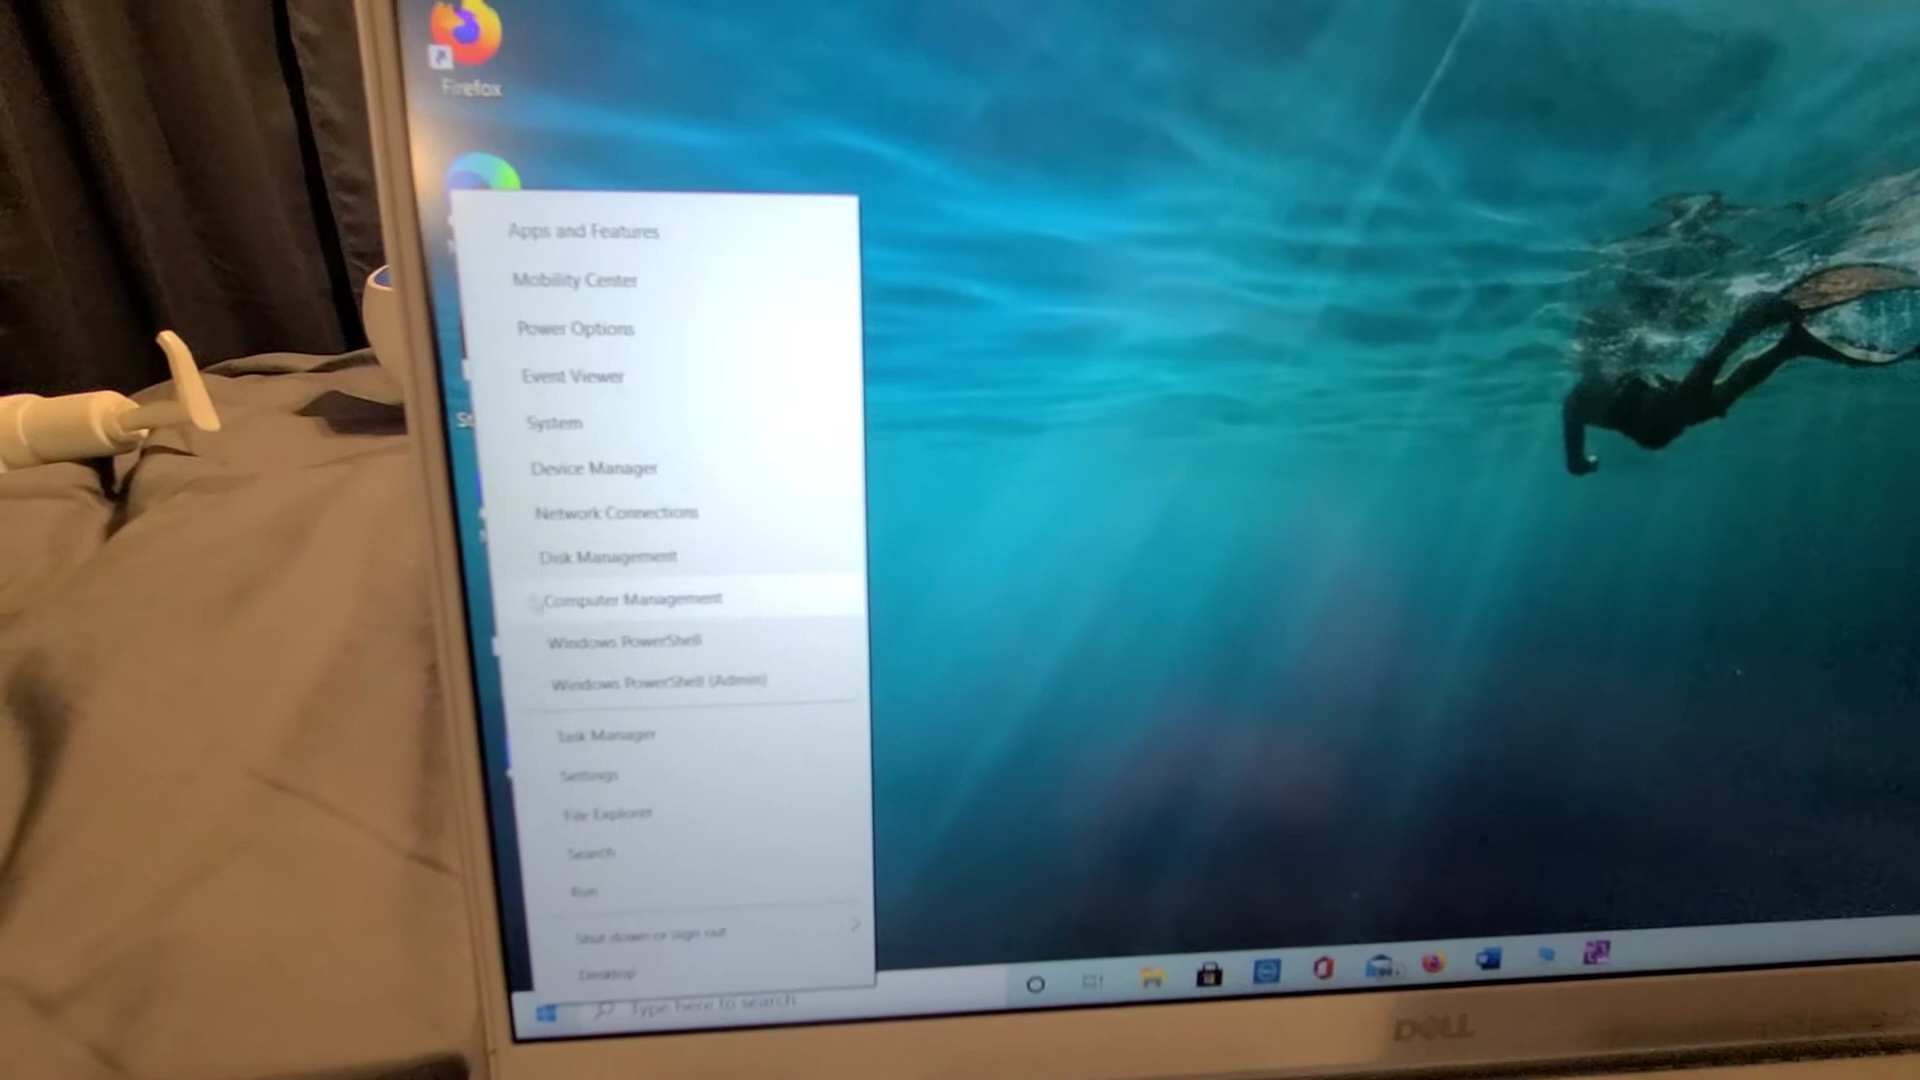 Firefox
Apps and Features
Mobility Center
Power Options
Event Viewer
System
St
Device Manager
Network Connections
Disk Management
Computer Management
Windows PowerShell
Windows PowerShell (Admin)
Task Manager
Settings
File Explorer
Search
Run
Shut down or sign out
Desktop
Type here to search
DELL